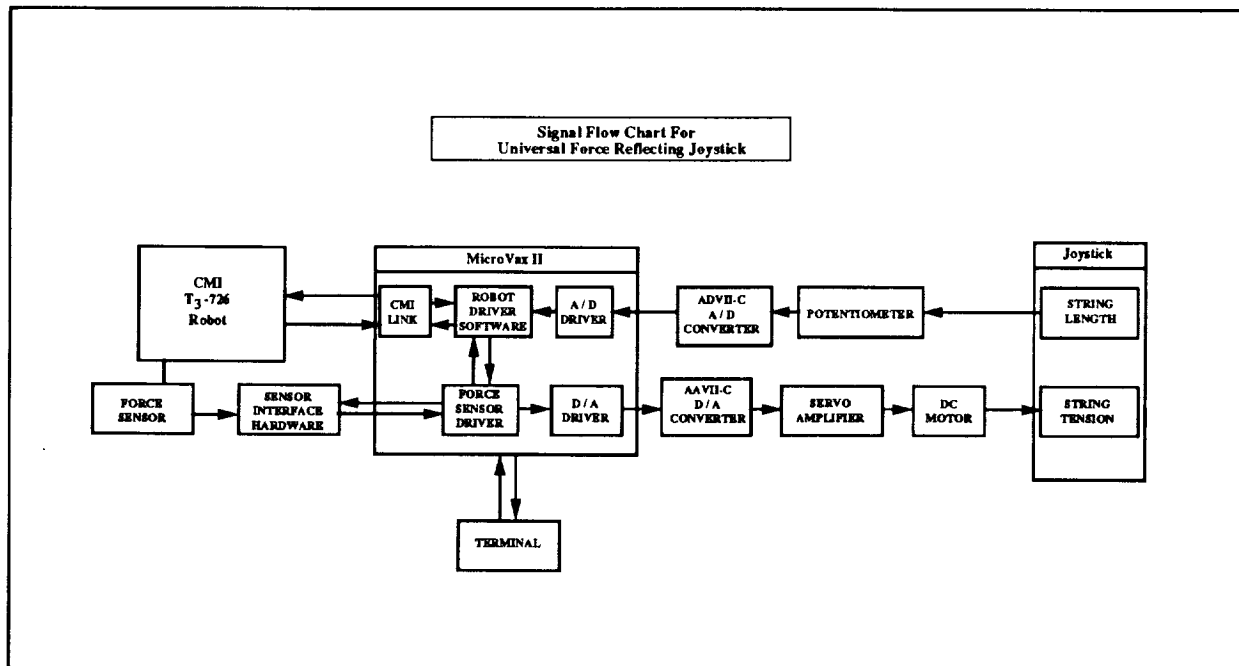 Signal Flow Chart For
Universal Force Reflecting Joystick
CMI
T3-726
Robot
MicroVax II
Joystick
CMI
LINK
ROBOT
DRIVER
SOFTWARE
A / D
DRIVER
ADVII-C
A / D
CONVERTER
POTENTIOMETER
STRING
LENGTH
FORCE
SENSOR
SENSOR
INTERFACE
HARDWARE
FORCE
SENSOR
DRIVER
D / A
DRIVER
AAVII-C
D / A
CONVERTER
SERVO
AMPLIFIER
DC
MOTOR
STRING
TENSION
TERMINAL